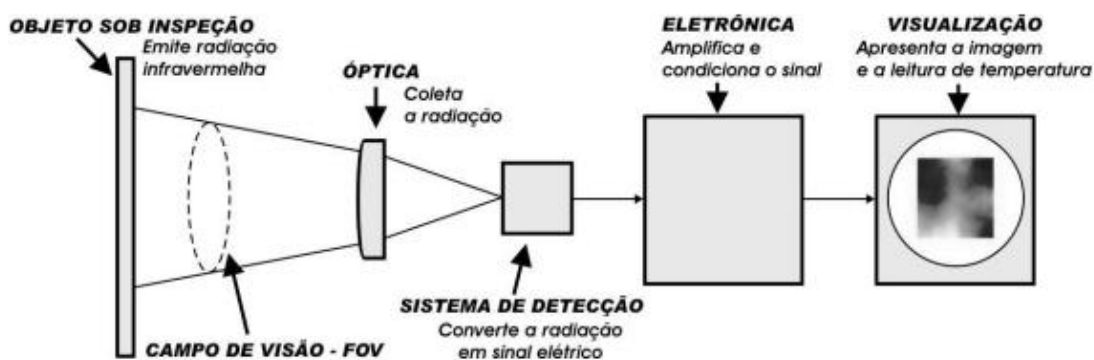 OBJETO SOB INSPEÇÃO
Emite radiação
infravermelha
ÓPTICA
Coleta
a radiação
ELETRÔNICA
Amplifica e
condiciona o sinal
VISUALIZAÇÃO
Apresenta a imagem
e a leitura de temperatura
SISTEMA DE DETECÇÃO
Converte a radiação
em sinal elétrico
CAMPO DE VISÃO - FOV